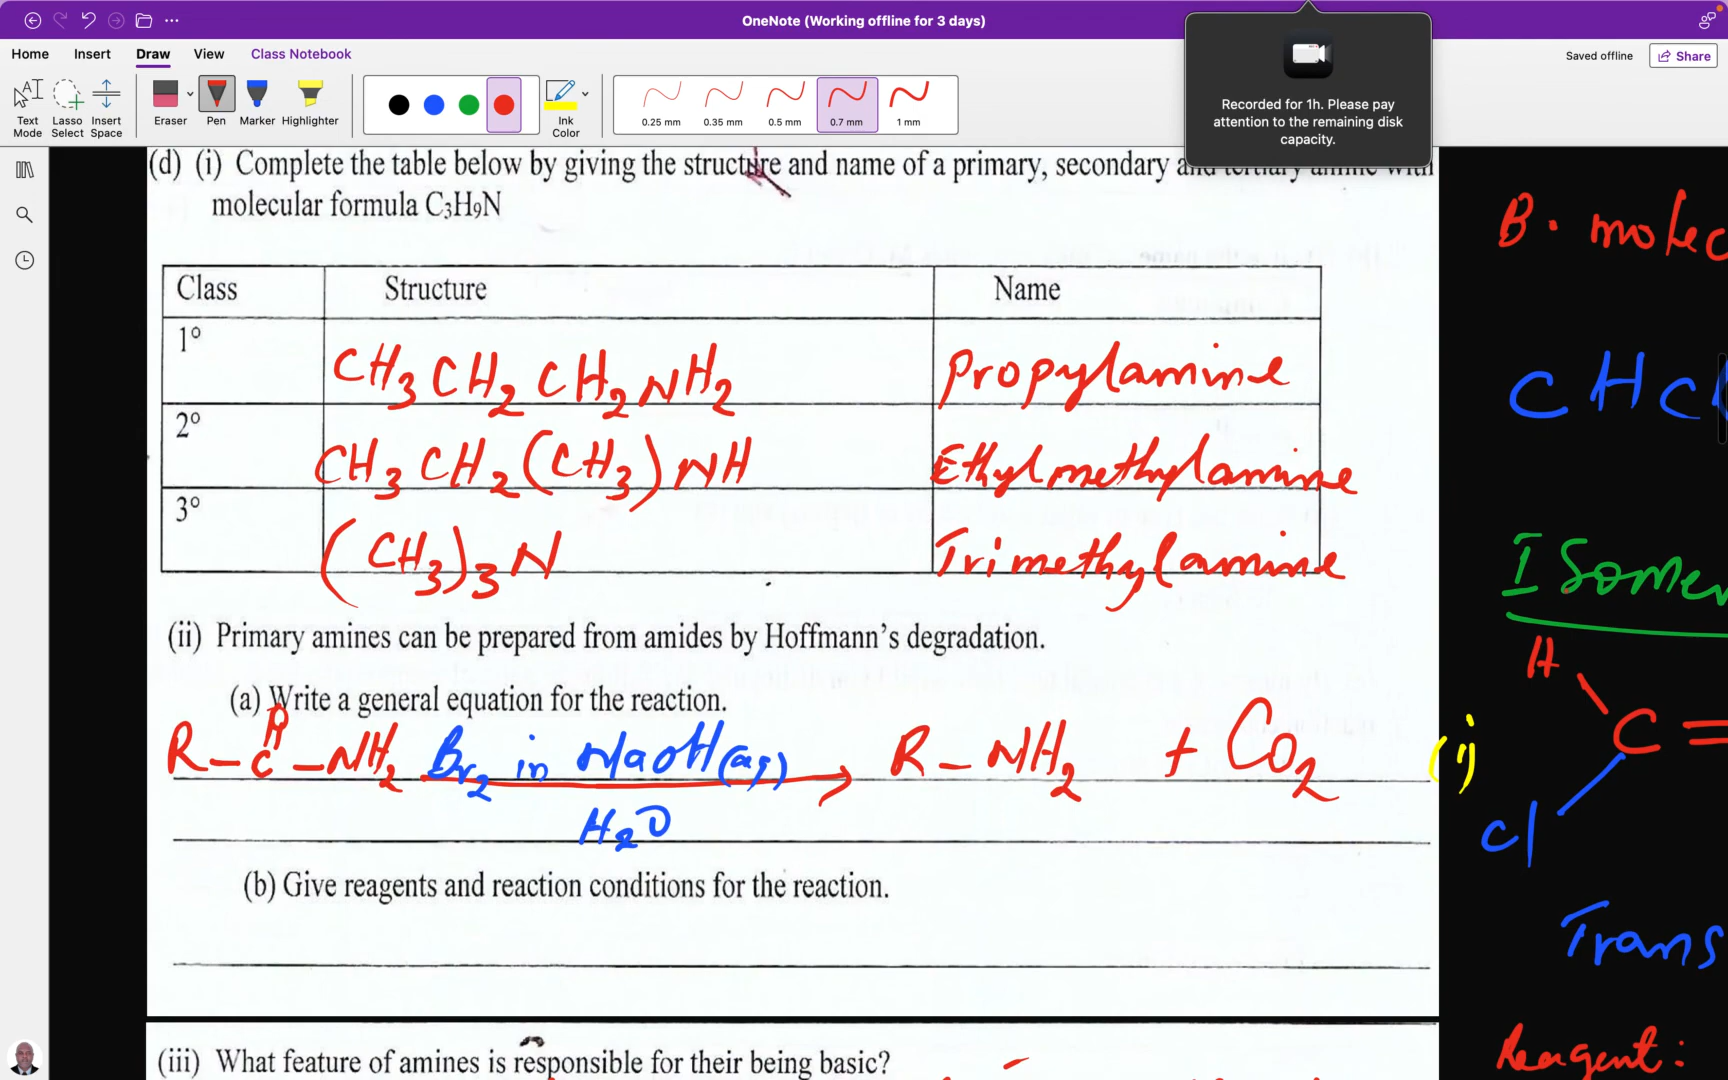 OneNote (Working offline for 3 days)
Home Insert Draw View Class Notebook
Saved offline Share
Text Mode Lasso Select Insert Space Eraser Pen Marker Highlighter Ink Color 0.25 mm 0.35 mm 0.5 mm 0.7 mm 1 mm
Recorded for 1h. Please pay
attention to the remaining disk
capacity.
(d) (i) Complete the table below by giving the structure and name of a primary, secondary and tertiary amine with
molecular formula C₃H₉N
Class Structure Name
1° CH₃CH₂CH₂NH₂ Propylamine
2° CH₃CH₂(CH₃)NH Ethylmethylamine
3° (CH₃)₃N Trimethylamine
(ii) Primary amines can be prepared from amides by Hoffmann's degradation.
(a) Write a general equation for the reaction.
R–C–NH₂ Br₂ in NaOH(aq) R–NH₂ + CO₂
H₂O
(b) Give reagents and reaction conditions for the reaction.
(iii) What feature of amines is responsible for their being basic?
B. molec
CHCl
Isomer
H
(i) C=
Cl
Trans
Reagent: